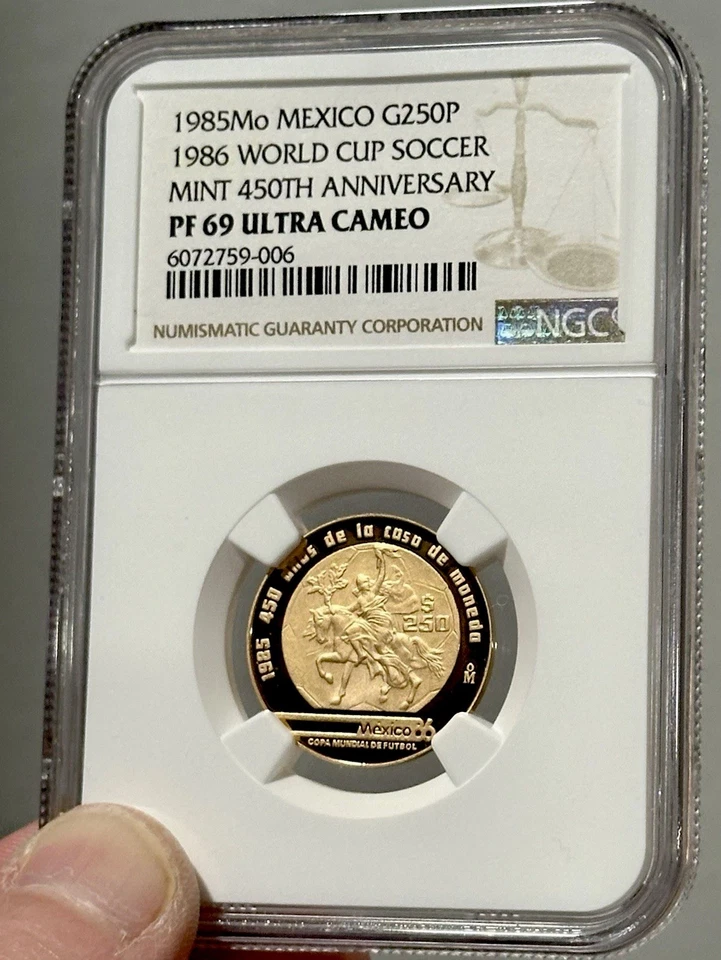 1985Mo MEXICO G250P
1986 WORLD CUP SOCCER
MINT 450TH ANNIVERSARY
PF 69 ULTRA CAMEO
6072759-006
NUMISMATIC GUARANTY CORPORATION
NGC
1985 450 años de la casa de moneda
$
250
oM
México 86
COPA MUNDIAL DE FUTBOL